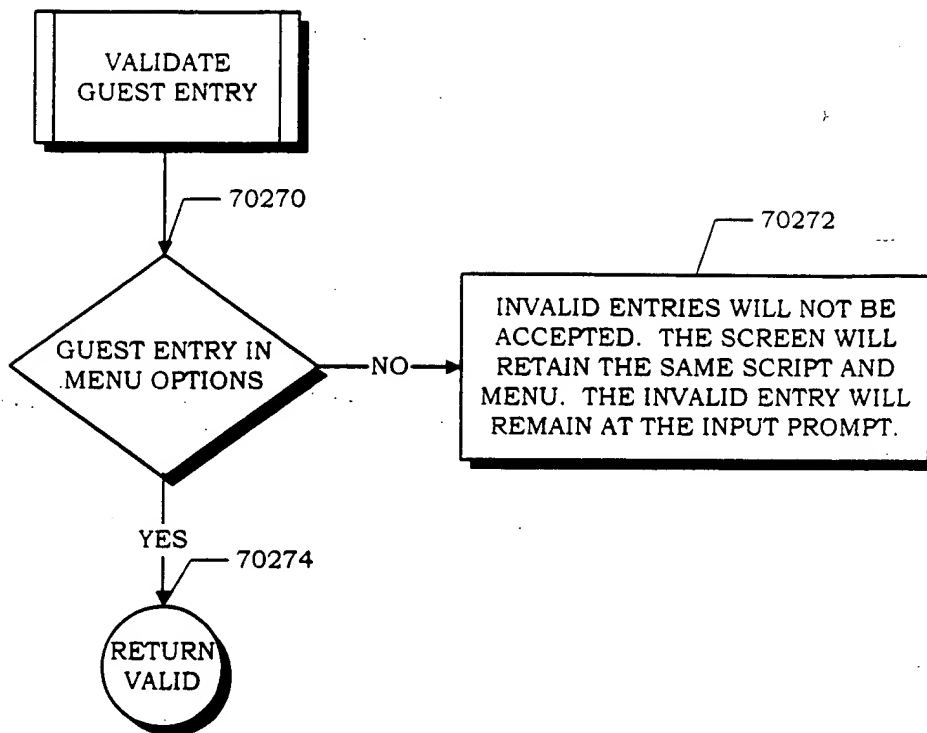 VALIDATE
GUEST ENTRY
70270
70272
GUEST ENTRY IN
MENU OPTIONS
NO
INVALID ENTRIES WILL NOT BE
ACCEPTED. THE SCREEN WILL
RETAIN THE SAME SCRIPT AND
MENU. THE INVALID ENTRY WILL
REMAIN AT THE INPUT PROMPT.
YES
70274
RETURN
VALID